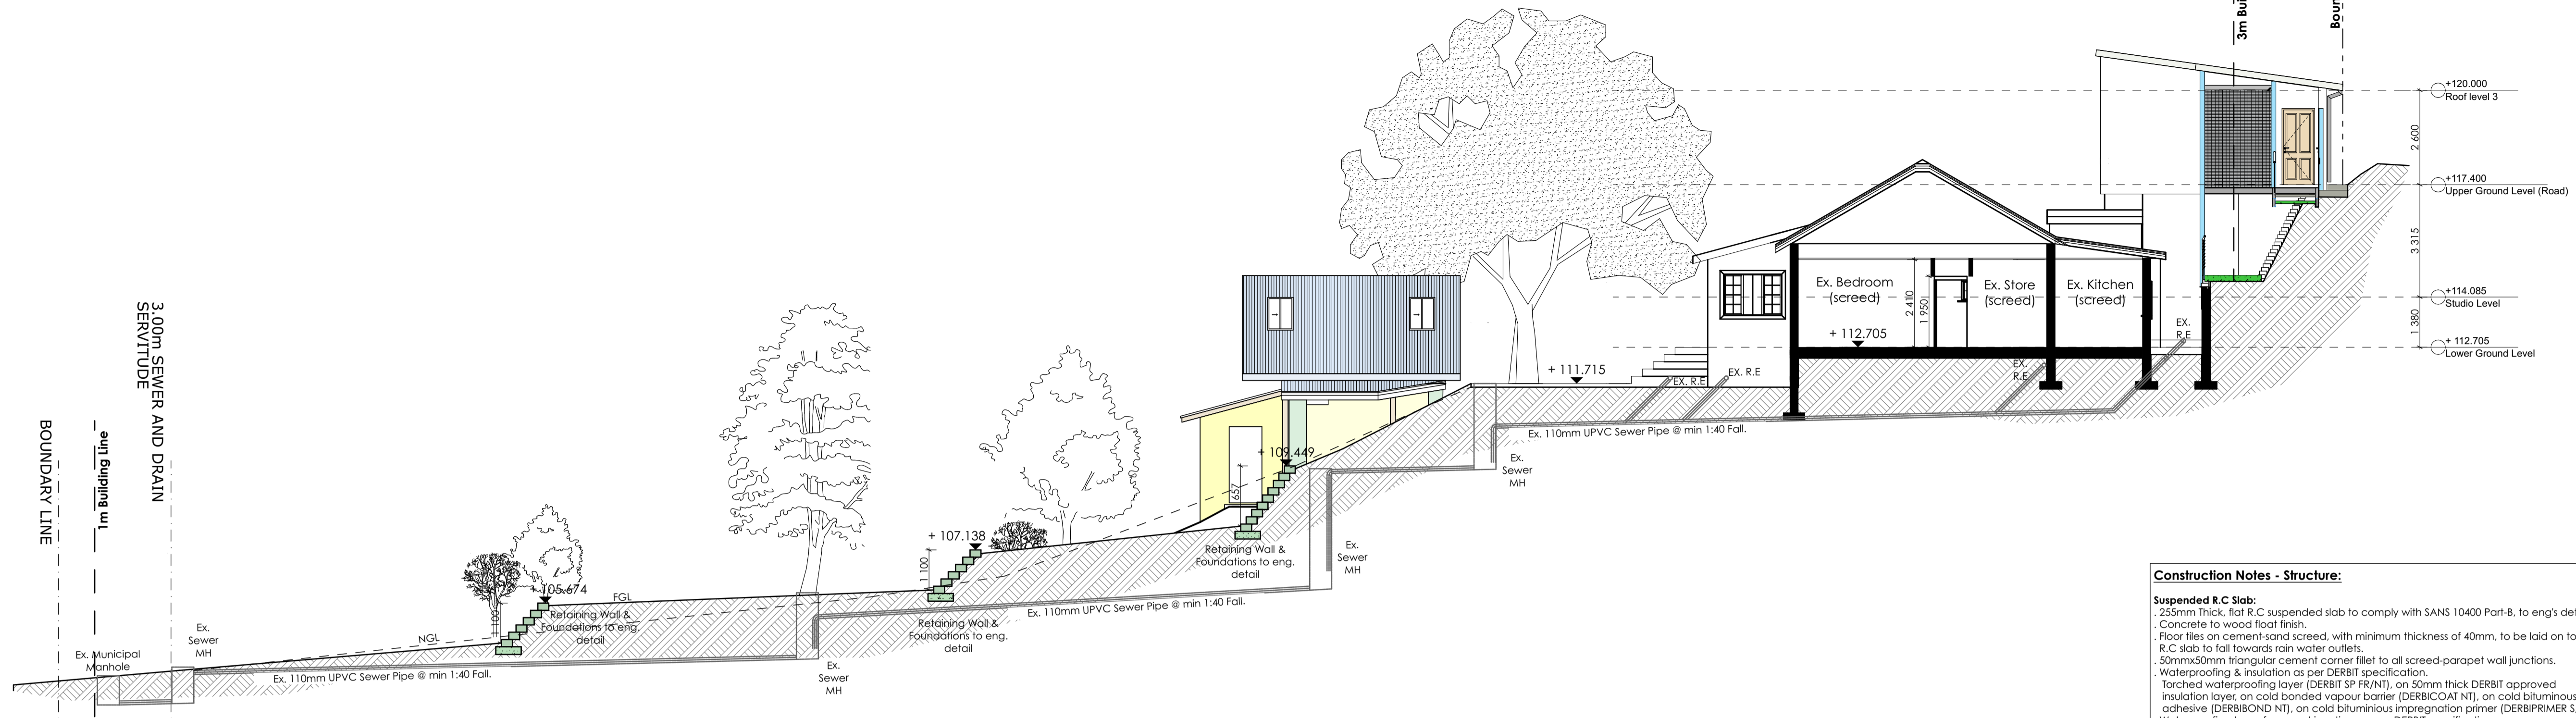 3m Bui
Boun
+120.000
Roof level 3
2 600
+117.400
Upper Ground Level (Road)
3 315
+114.085
Studio Level
1 380
+ 112.705
Lower Ground Level
Ex. Bedroom
(screed)
2 410
1 950
Ex. Store
(screed)
Ex. Kitchen
(screed)
+ 112.705
EX.
R.E
EX.
R.E
+ 111.715
EX. R.E
EX. R.E
Ex. 110mm UPVC Sewer Pipe @ min 1:40 Fall.
Ex.
Sewer
MH
+ 109.449
657
Retaining Wall &
Foundations to eng.
detail
Ex.
Sewer
MH
+ 107.138
1 100
Ex. 110mm UPVC Sewer Pipe @ min 1:40 Fall.
Retaining Wall &
Foundations to eng.
detail
+ 105.674
FGL
Retaining Wall &
Foundations to eng.
detail
Ex.
Sewer
MH
NGL
Ex.
Sewer
MH
Ex. Municipal
Manhole
Ex. 110mm UPVC Sewer Pipe @ min 1:40 Fall.
3.00m SEWER AND DRAIN
SERVITUDE
1m Building Line
BOUNDARY LINE
Construction Notes - Structure:
Suspended R.C Slab:
. 255mm Thick, flat R.C suspended slab to comply with SANS 10400 Part-B, to eng's det
. Concrete to wood float finish.
. Floor tiles on cement-sand screed, with minimum thickness of 40mm, to be laid on to
R.C slab to fall towards rain water outlets.
. 50mmx50mm triangular cement corner fillet to all screed-parapet wall junctions.
. Waterproofing & insulation as per DERBIT specification.
Torched waterproofing layer (DERBIT SP FR/NT), on 50mm thick DERBIT approved
insulation layer, on cold bonded vapour barrier (DERBICOAT NT), on cold bituminous
adhesive (DERBIBOND NT), on cold bituminious impregnation primer (DERBIPRIMER S